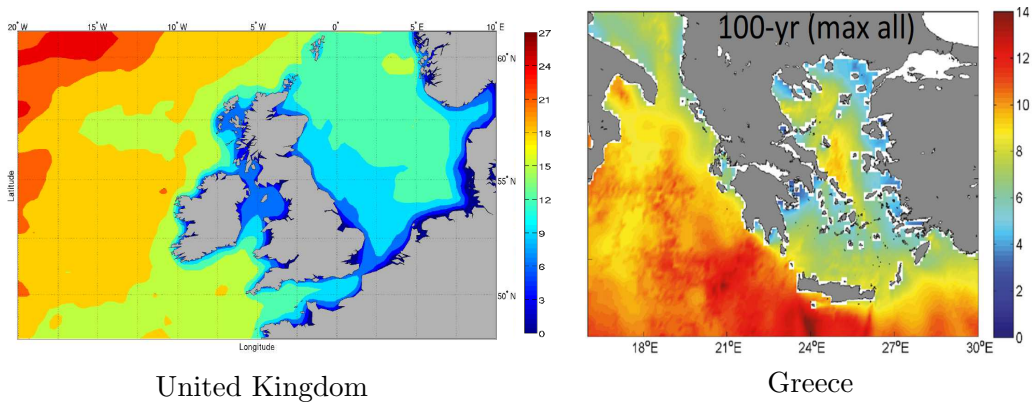 20° W
15° W
10° W
5° W
0°
5° E
10° E
60° N
55° N
50° N
Latitude
Longitude
27
24
21
18
15
12
9
6
3
0
United Kingdom
100-yr (max all)
14
12
10
8
6
4
2
0
18°E
21°E
24°E
27°E
30°E
Greece